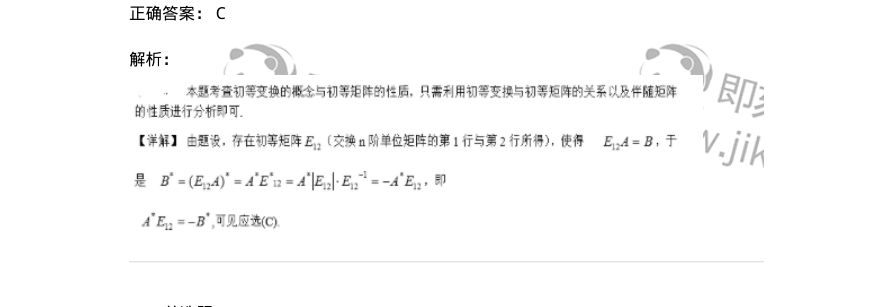 正确答案： C
解析：
本题考查初等变换的概念与初等矩阵的性质，只需利用初等变换与初等矩阵的关系以及伴随矩阵
的性质进行分析即可.
【详解】 由题设，存在初等矩阵 E₁₂（交换 n 阶单位矩阵的第 1 行与第 2 行所得），使得 E₁₂A = B，于
是 B* = (E₁₂A)* = A*E*₁₂ = A*|E₁₂|·E₁₂⁻¹ = −A*E₁₂，即
A*E₁₂ = −B*,可见应选(C).